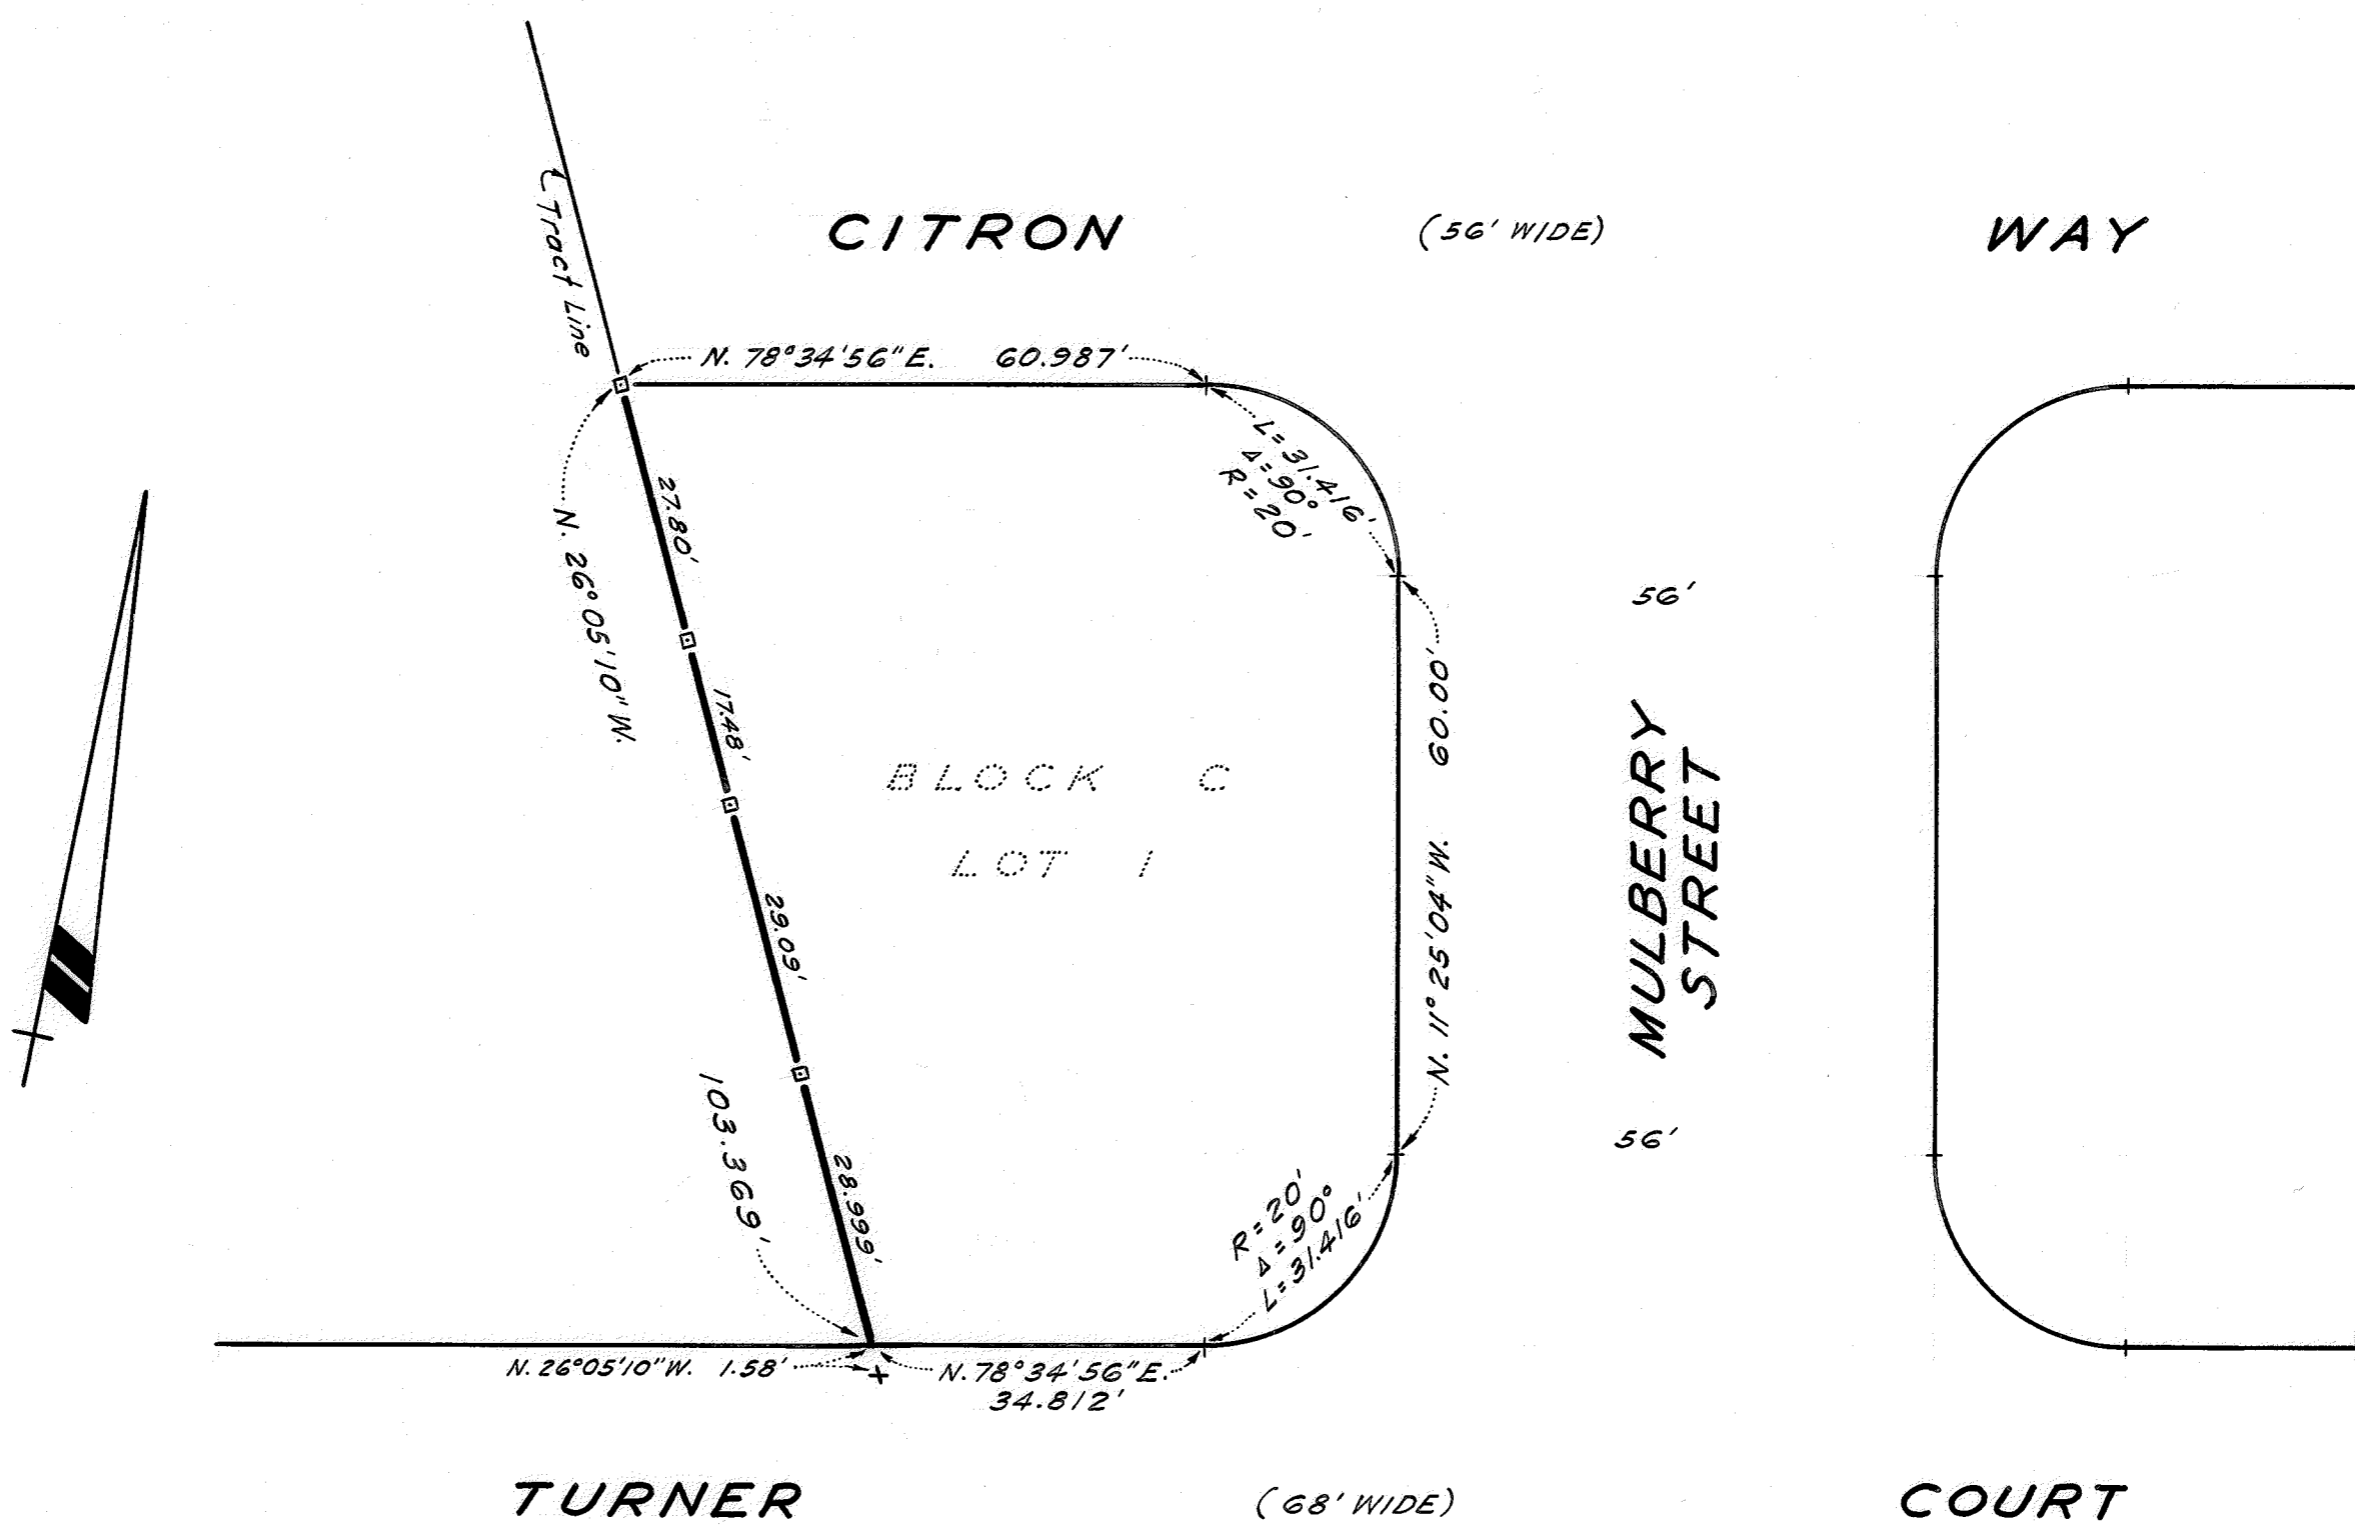 CITRON (56' WIDE) WAY
Tract Line
N. 78°34'56"E. 60.987'
L=31.416'
Δ=90°
R=20'
N. 26°05'10"W.
103.369'
27.80'
17.48'
29.09'
28.999'
BLOCK C
LOT 1
N. 11°25'04"W. 60.00'
56'
MULBERRY
STREET
56'
R=20'
Δ=90°
L=31.416'
N. 26°05'10"W. 1.58'
N. 78°34'56"E.
34.812'
TURNER (68' WIDE) COURT